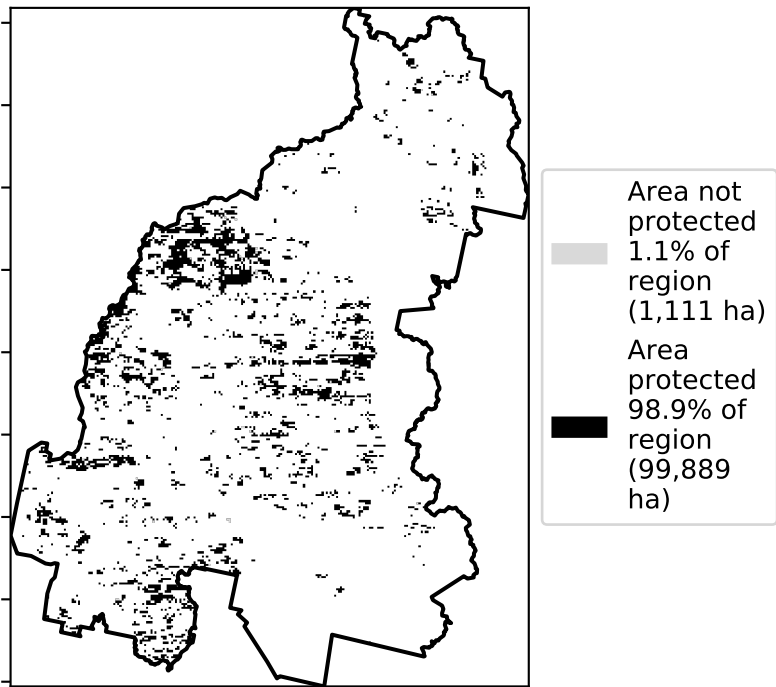 Area not
protected
1.1% of
region
(1,111 ha)
Area
protected
98.9% of
region
(99,889
ha)